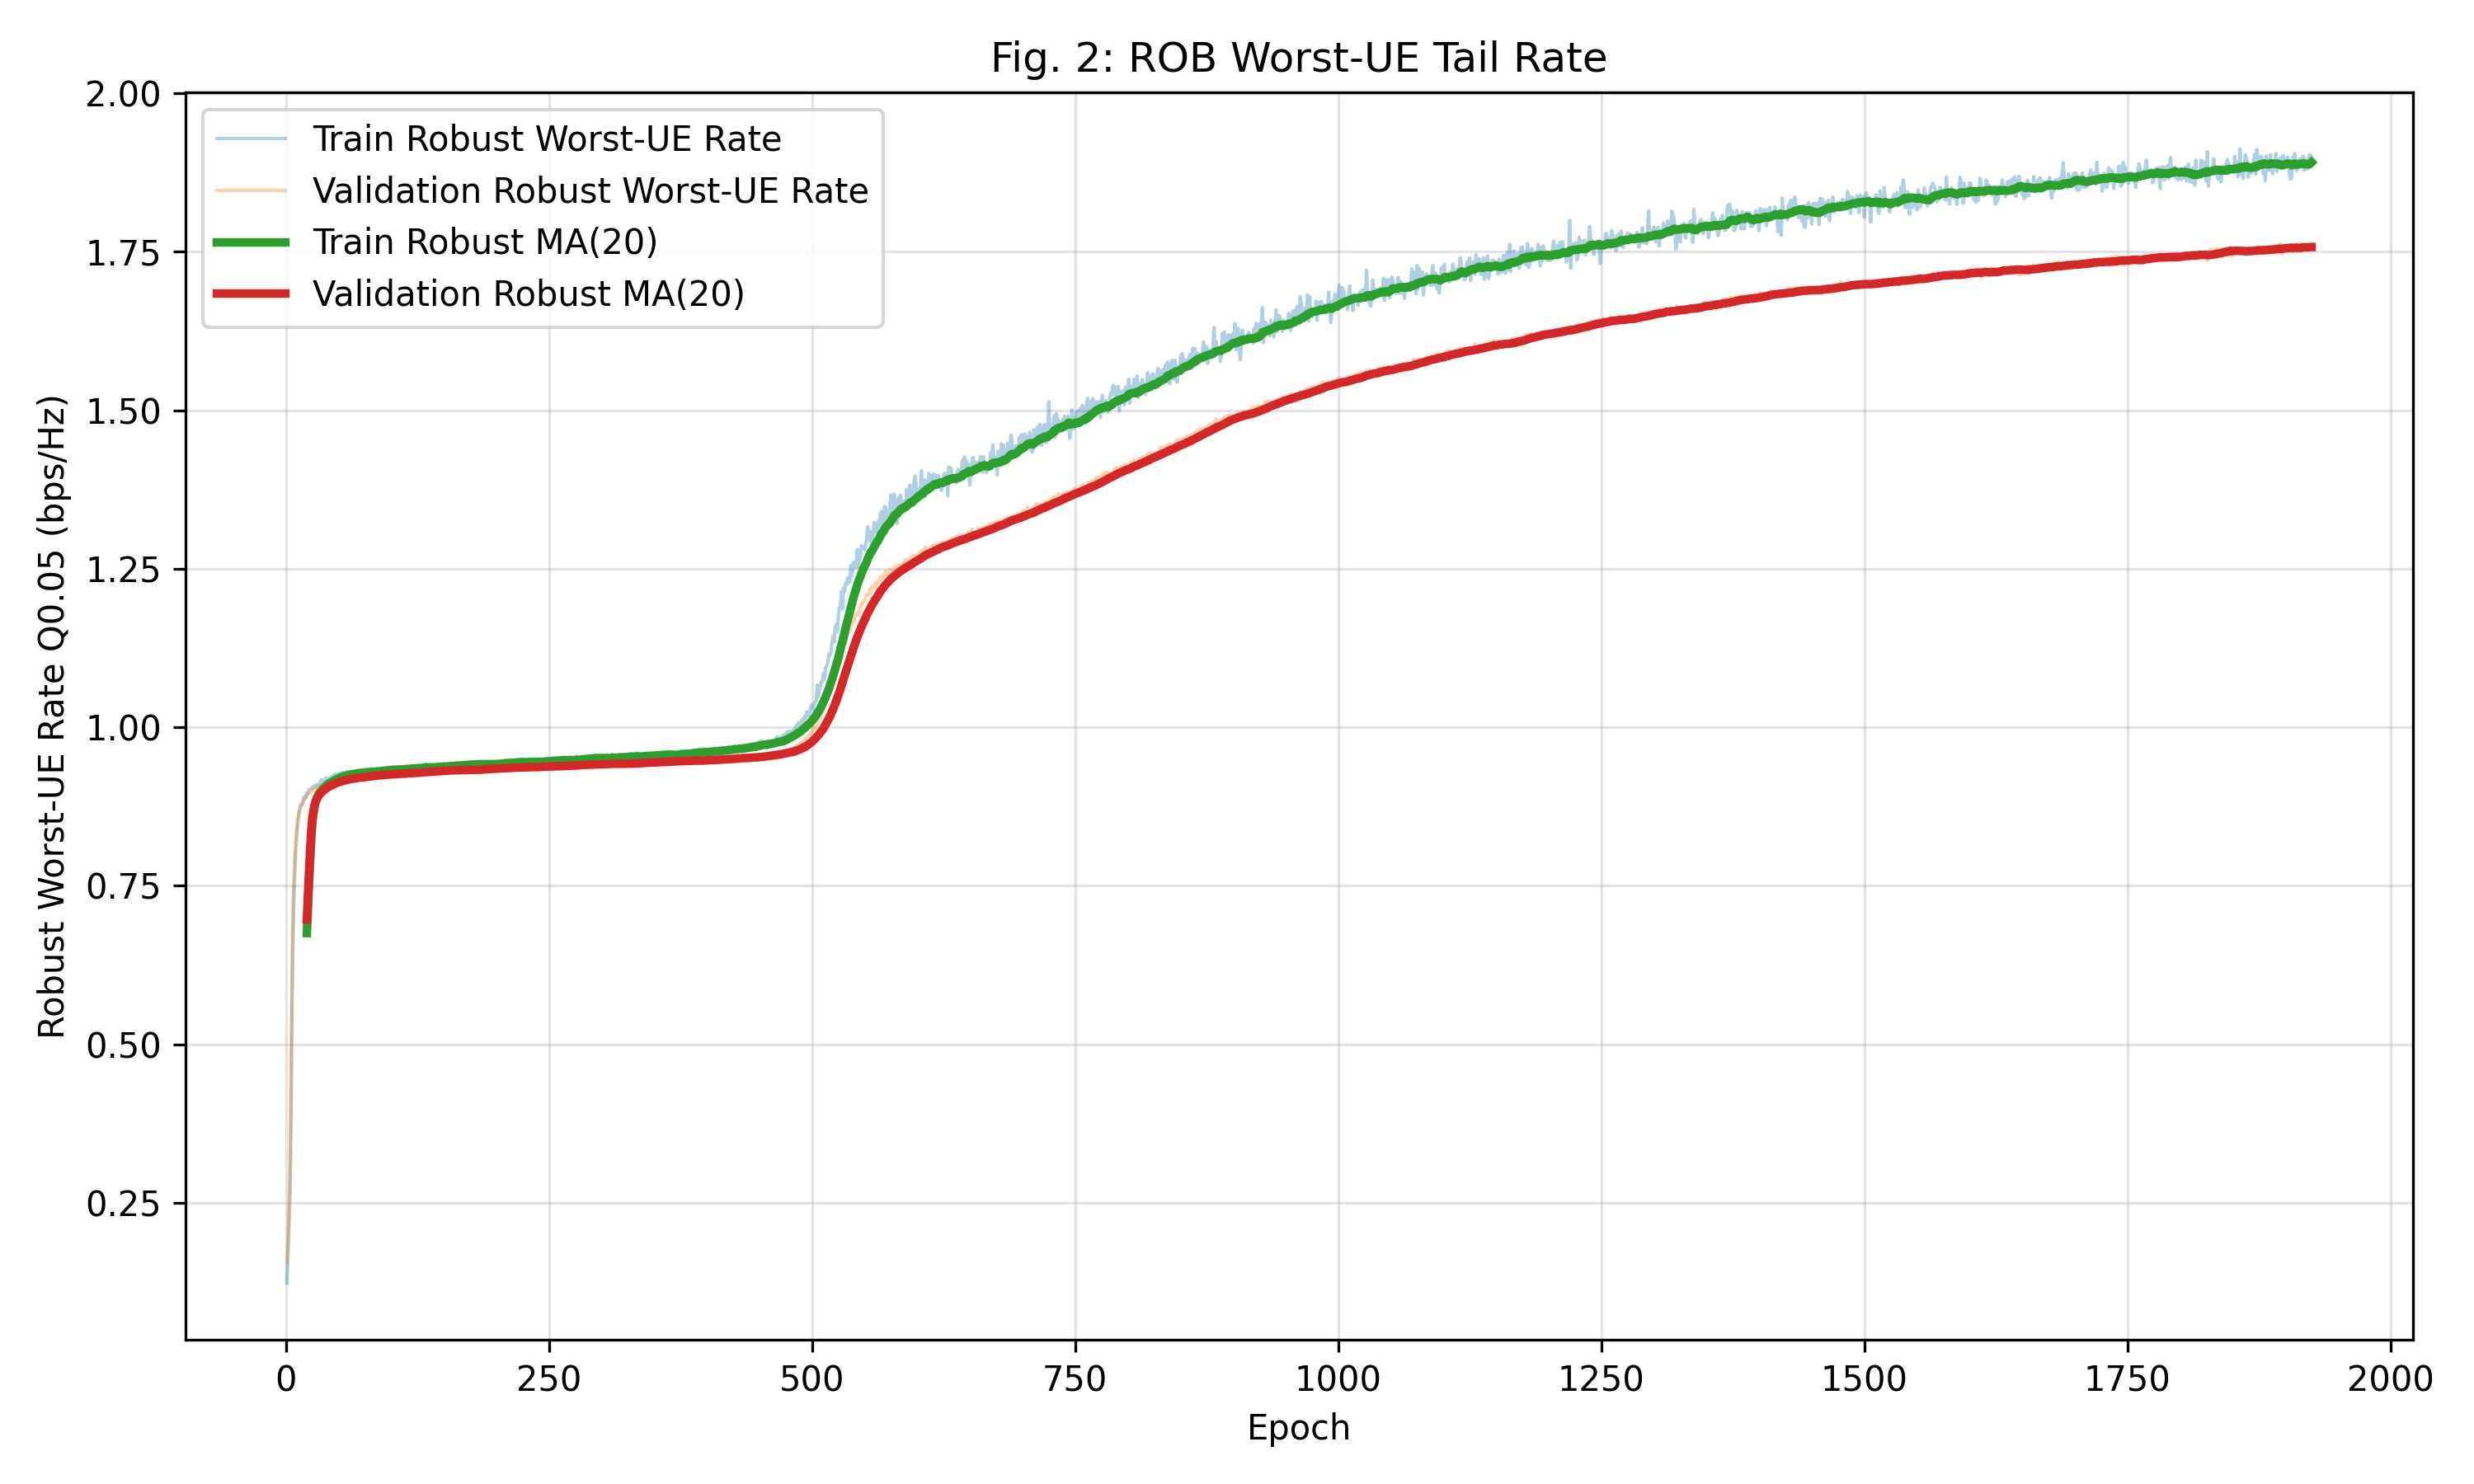 Fig. 2: ROB Worst-UE Tail Rate
Train Robust Worst-UE Rate
Validation Robust Worst-UE Rate
Train Robust MA(20)
Validation Robust MA(20)
Robust Worst-UE Rate Q0.05 (bps/Hz)
2.00
1.75
1.50
1.25
1.00
0.75
0.50
0.25
0 250 500 750 1000 1250 1500 1750 2000
Epoch